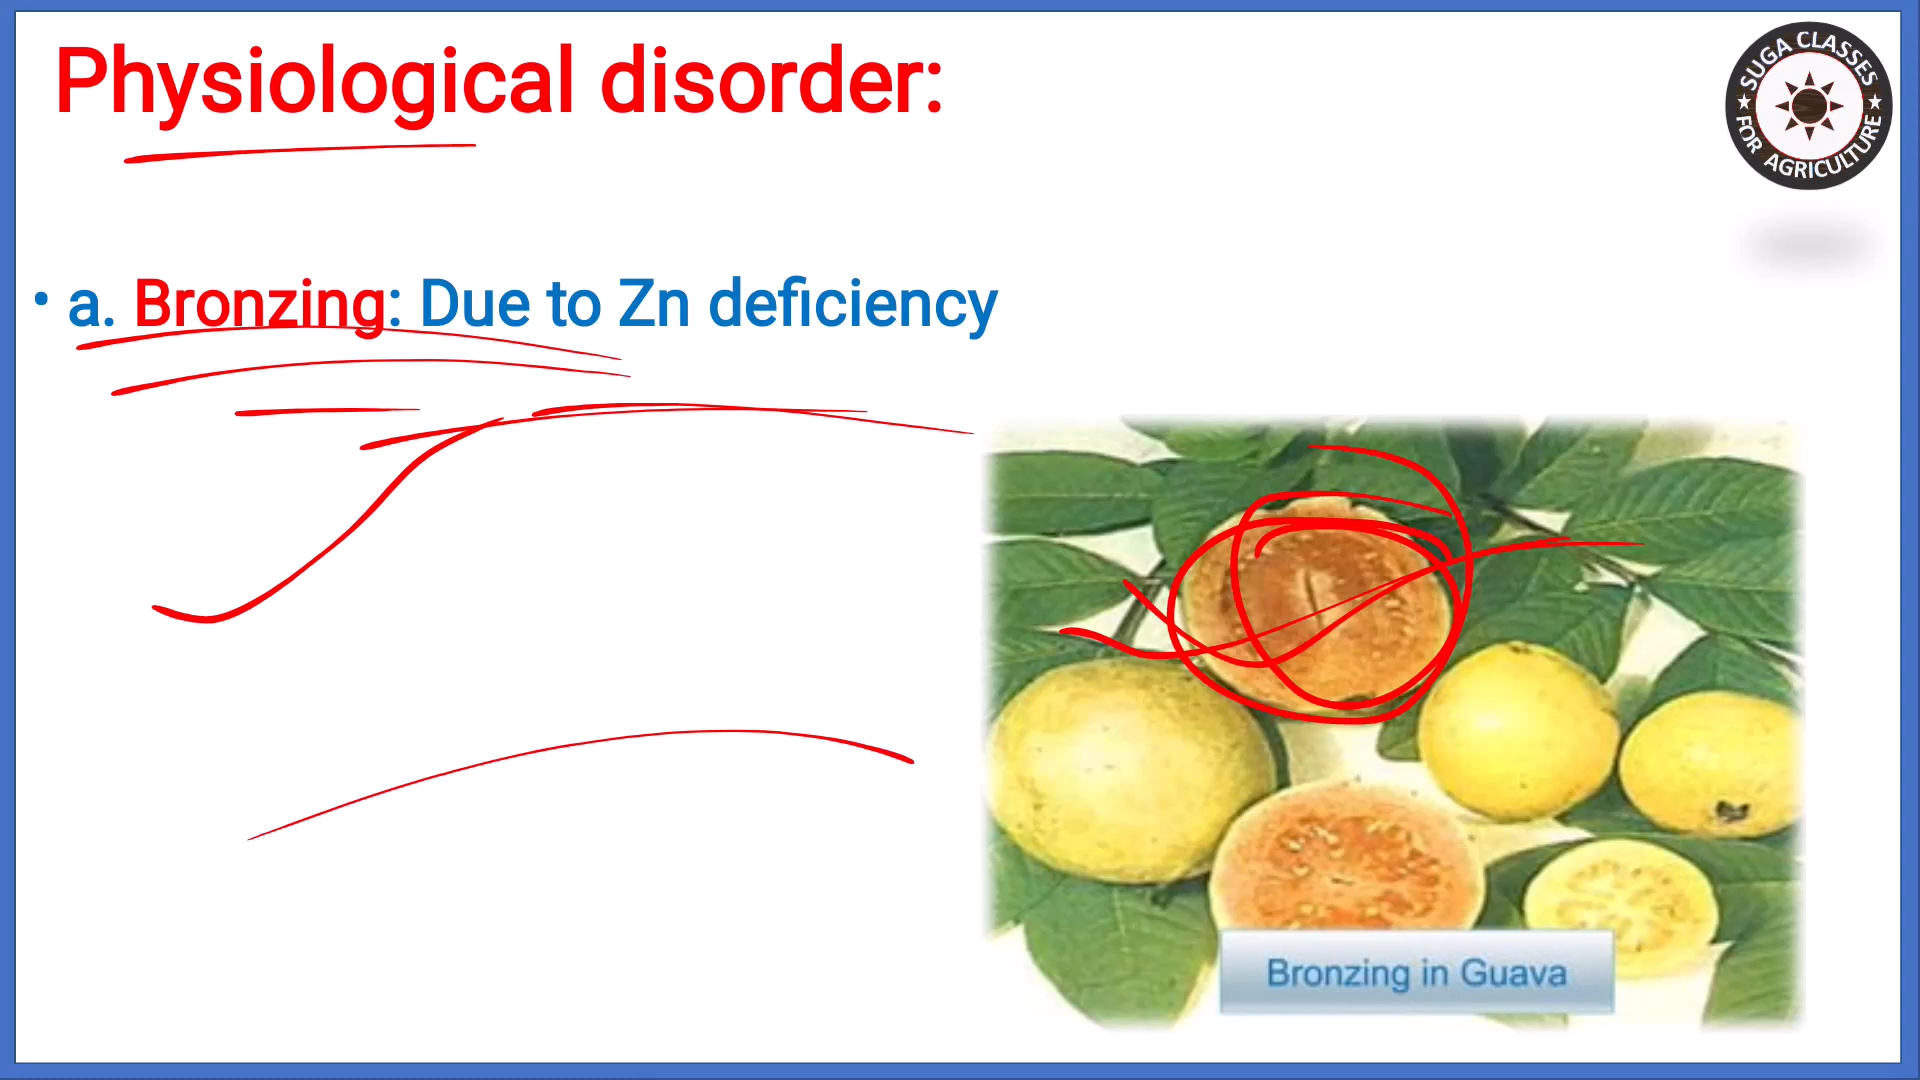 Physiological disorder:
SUGA CLASSES
FOR AGRICULTURE
• a. Bronzing: Due to Zn deficiency
Bronzing in Guava